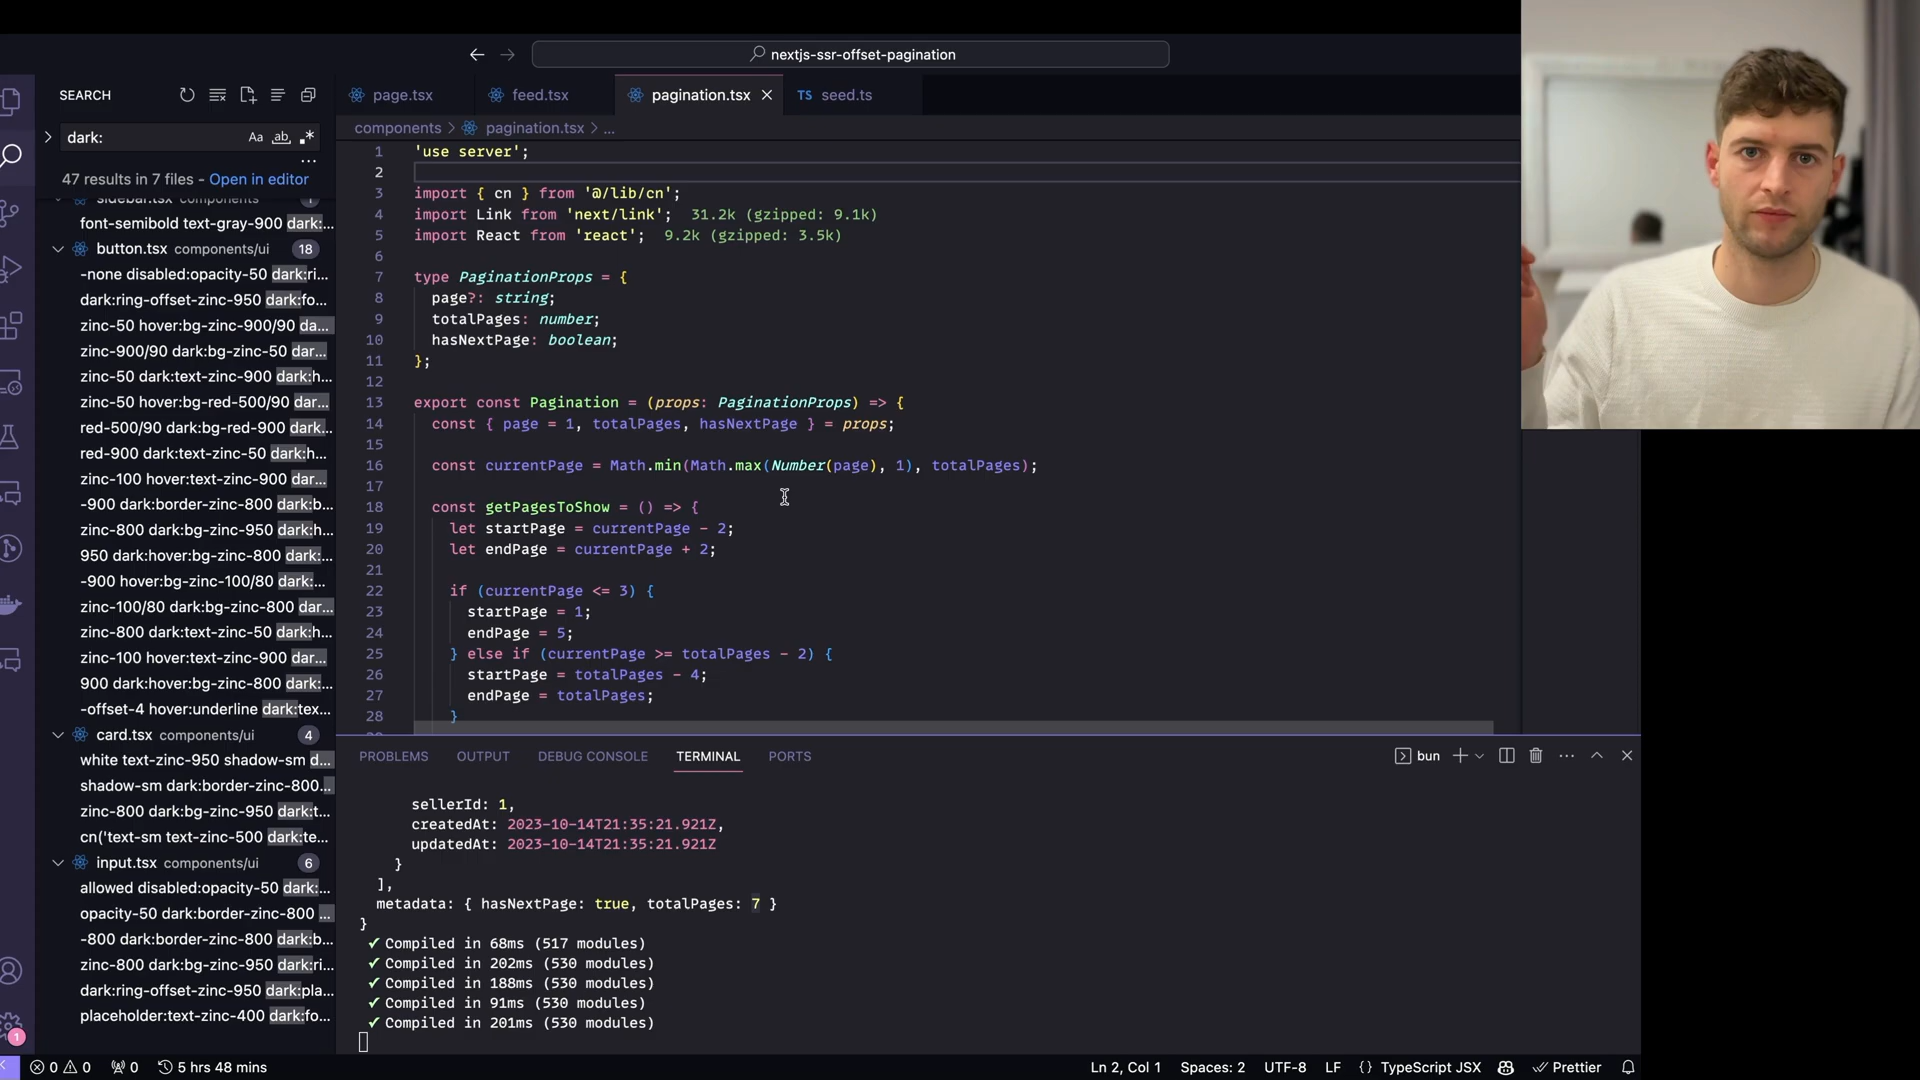 nextjs-ssr-offset-pagination
SEARCH
page.tsx
feed.tsx
pagination.tsx
TS seed.ts
dark:
Aa ab
components > pagination.tsx > ...
47 results in 7 files - Open in editor
sidebar.tsx components 1
font-semibold text-gray-900 dark:...
button.tsx components/ui 18
-none disabled:opacity-50 dark:ri...
dark:ring-offset-zinc-950 dark:fo...
zinc-50 hover:bg-zinc-900/90 da...
zinc-900/90 dark:bg-zinc-50 dar...
zinc-50 dark:text-zinc-900 dark:h...
zinc-50 hover:bg-red-500/90 dar...
red-500/90 dark:bg-red-900 dark...
red-900 dark:text-zinc-50 dark:h...
zinc-100 hover:text-zinc-900 dar...
-900 dark:border-zinc-800 dark:b...
zinc-800 dark:bg-zinc-950 dark:h...
950 dark:hover:bg-zinc-800 dark:...
-900 hover:bg-zinc-100/80 dark:...
zinc-100/80 dark:bg-zinc-800 dar...
zinc-800 dark:text-zinc-50 dark:h...
zinc-100 hover:text-zinc-900 dar...
900 dark:hover:bg-zinc-800 dark:...
-offset-4 hover:underline dark:tex...
card.tsx components/ui 4
white text-zinc-950 shadow-sm d...
shadow-sm dark:border-zinc-800...
zinc-800 dark:bg-zinc-950 dark:t...
cn('text-sm text-zinc-500 dark:te...
input.tsx components/ui 6
allowed disabled:opacity-50 dark:...
opacity-50 dark:border-zinc-800 ...
-800 dark:border-zinc-800 dark:b...
zinc-800 dark:bg-zinc-950 dark:ri...
dark:ring-offset-zinc-950 dark:pla...
placeholder:text-zinc-400 dark:fo...
1 'use server';
2
3 import { cn } from '@/lib/cn';
4 import Link from 'next/link'; 31.2k (gzipped: 9.1k)
5 import React from 'react'; 9.2k (gzipped: 3.5k)
6
7 type PaginationProps = {
8 page?: string;
9 totalPages: number;
10 hasNextPage: boolean;
11 };
12
13 export const Pagination = (props: PaginationProps) => {
14 const { page = 1, totalPages, hasNextPage } = props;
15
16 const currentPage = Math.min(Math.max(Number(page), 1), totalPages);
17
18 const getPagesToShow = () => {
19 let startPage = currentPage - 2;
20 let endPage = currentPage + 2;
21
22 if (currentPage <= 3) {
23 startPage = 1;
24 endPage = 5;
25 } else if (currentPage >= totalPages - 2) {
26 startPage = totalPages - 4;
27 endPage = totalPages;
28 }
PROBLEMS OUTPUT DEBUG CONSOLE TERMINAL PORTS
bun
sellerId: 1,
createdAt: 2023-10-14T21:35:21.921Z,
updatedAt: 2023-10-14T21:35:21.921Z
}
],
metadata: { hasNextPage: true, totalPages: 7 }
}
✓ Compiled in 68ms (517 modules)
✓ Compiled in 202ms (530 modules)
✓ Compiled in 188ms (530 modules)
✓ Compiled in 91ms (530 modules)
✓ Compiled in 201ms (530 modules)
1
0 0 0 5 hrs 48 mins
Ln 2, Col 1 Spaces: 2 UTF-8 LF {} TypeScript JSX Prettier